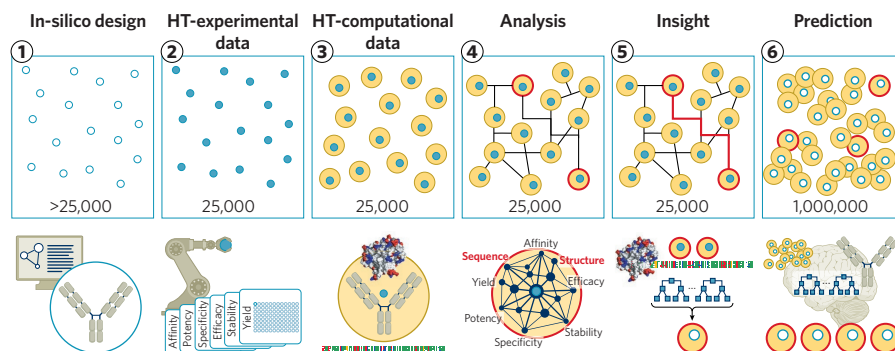 In-silico design
HT-experimental
data
HT-computational
data
Analysis
Insight
Prediction
1
2
3
4
5
6
>25,000
25,000
25,000
25,000
25,000
1,000,000
Affinity
Potency
Specificity
Efficacy
Stability
Yield
Affinity
Sequence
Structure
Yield
Efficacy
Potency
Stability
Specificity
...
...